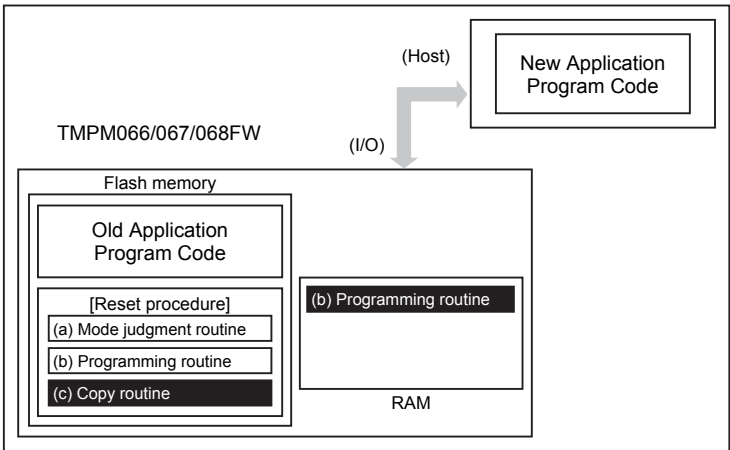 (Host)
New Application
Program Code
TMPM066/067/068FW
(I/O)
Flash memory
Old Application
Program Code
[Reset procedure]
(a) Mode judgment routine
(b) Programming routine
(c) Copy routine
(b) Programming routine
RAM